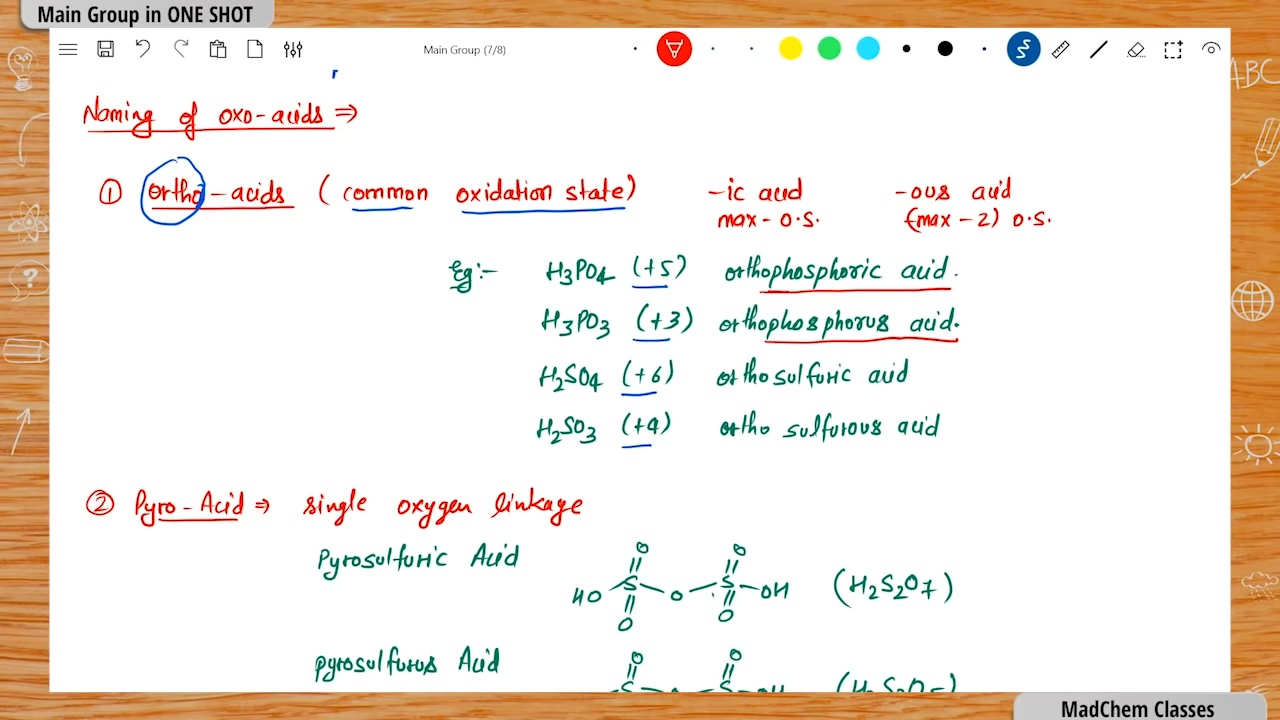 Main Group in ONE SHOT
Main Group (7/8)
Naming of oxo-acids ⇒
① Ortho-acids (common oxidation state) -ic acid -ous acid
max - O.S. (max - 2) O.S.
Eg:- H3PO4 (+5) orthophosphoric acid.
H3PO3 (+3) orthophosphorus acid.
H2SO4 (+6) orthosulfuric acid
H2SO3 (+4) ortho sulfurous acid
② Pyro-Acid ⇒ single oxygen linkage
Pyrosulfuric Acid
O O
HO S O S OH (H2S2O7)
O O
pyrosulfurus Acid
O O
S O S OH
ABC
?
MadChem Classes